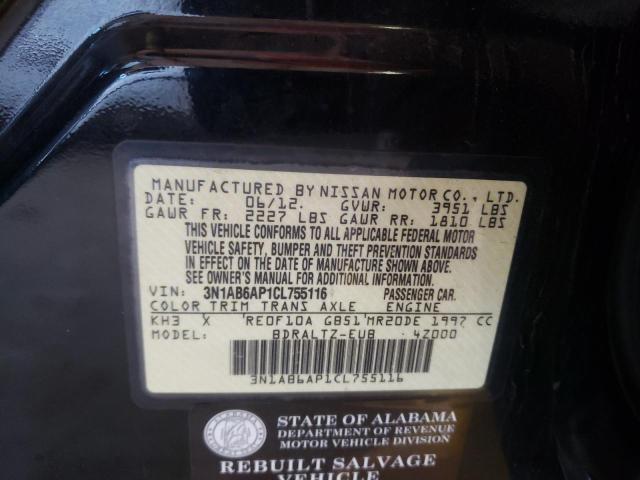 MANUFACTURED BY NISSAN MOTOR CO., LTD.
DATE: 06/12. GVWR: 3951 LBS
GAWR FR: 2227 LBS GAWR RR: 1810 LBS
THIS VEHICLE CONFORMS TO ALL APPLICABLE FEDERAL MOTOR
VEHICLE SAFETY, BUMPER AND THEFT PREVENTION STANDARDS
IN EFFECT ON THE DATE OF MANUFACTURE SHOWN ABOVE.
SEE OWNER'S MANUAL FOR ADDITIONAL INFORMATION.
VIN: 3N1AB6AP1CL755116 PASSENGER CAR.
COLOR TRIM TRANS AXLE ENGINE
KH3 X RE0F10A GB51 MR20DE 1997 CC
MODEL: BDRALTZ-EUB 4Z000
3N1AB6AP1CL755116
STATE OF ALABAMA
DEPARTMENT OF REVENUE
MOTOR VEHICLE DIVISION
REBUILT SALVAGE
VEHICLE